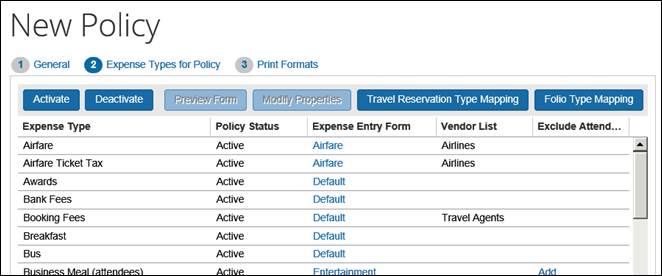 New Policy
1 General 2 Expense Types for Policy 3 Print Formats
Activate Deactivate Preview Form Modify Properties Travel Reservation Type Mapping Folio Type Mapping
Expense Type Policy Status Expense Entry Form Vendor List Exclude Attend...
Airfare Active Airfare Airlines
Airfare Ticket Tax Active Airfare Airlines
Awards Active Default
Bank Fees Active Default
Booking Fees Active Default Travel Agents
Breakfast Active Default
Bus Active Default
Business Meal (attendees) Active Entertainment Add